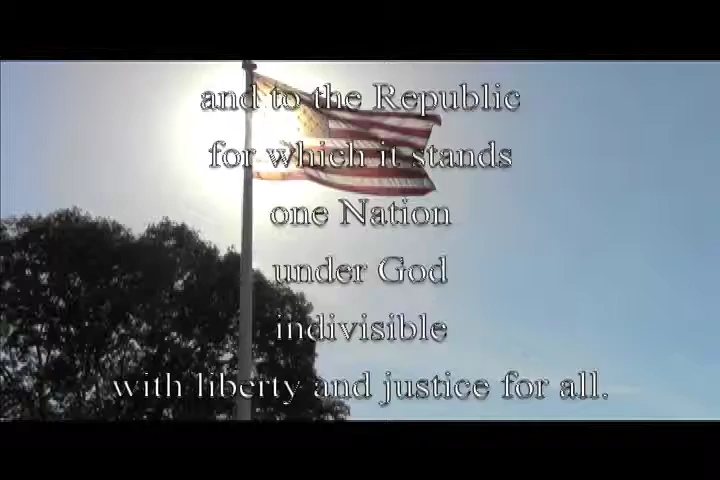 and to the Republic
for which it stands
one Nation
under God
indivisible
with liberty and justice for all.